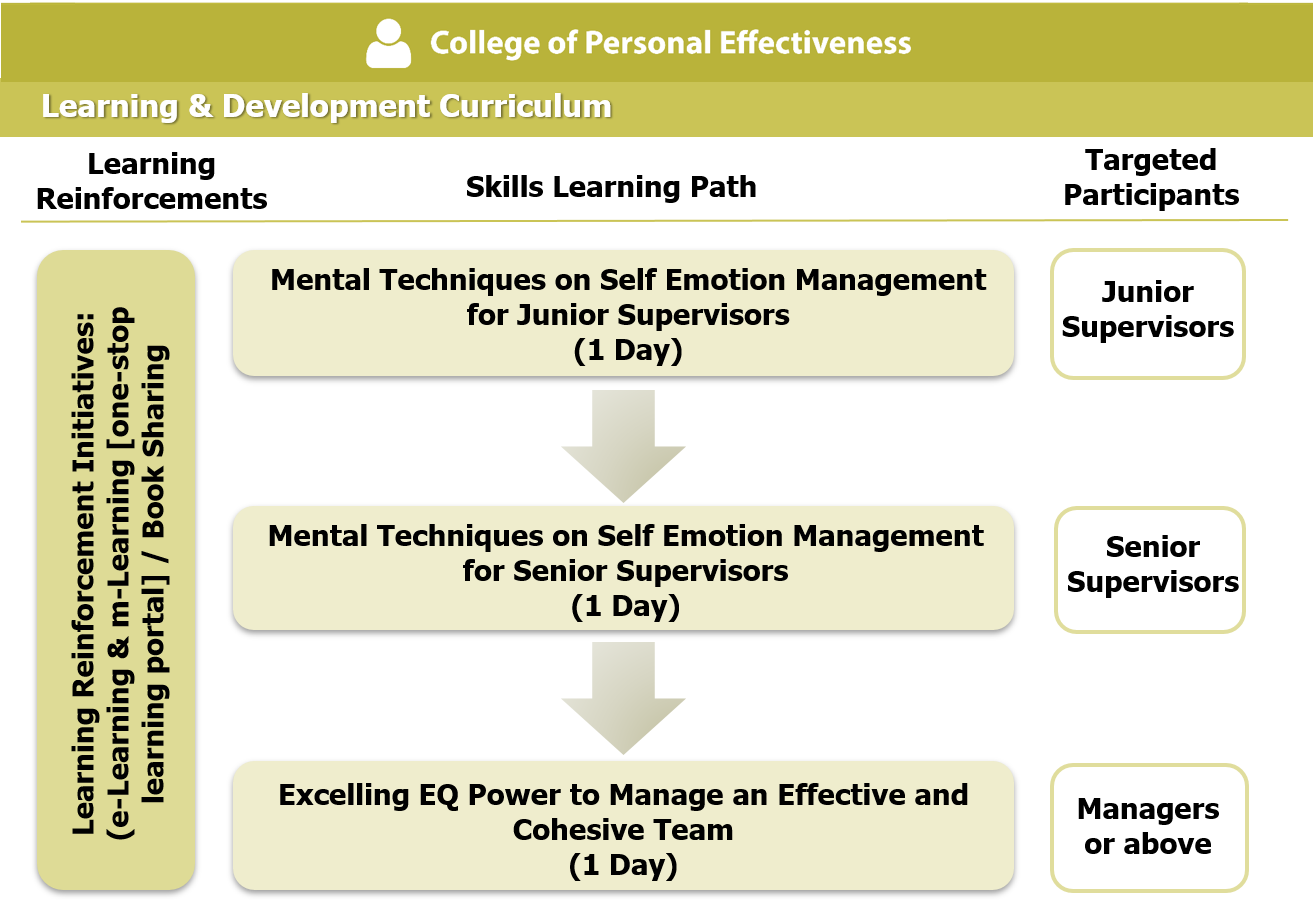 College of Personal Effectiveness
Learning & Development Curriculum
Learning
Reinforcements
Skills Learning Path
Targeted
Participants
Learning Reinforcement Initiatives:
(e-Learning & m-Learning [one-stop
learning portal] / Book Sharing
Mental Techniques on Self Emotion Management
for Junior Supervisors
(1 Day)
Junior
Supervisors
Mental Techniques on Self Emotion Management
for Senior Supervisors
(1 Day)
Senior
Supervisors
Excelling EQ Power to Manage an Effective and
Cohesive Team
(1 Day)
Managers
or above